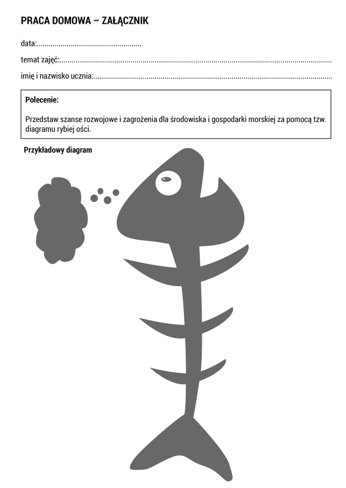 PRACA DOMOWA – ZAŁĄCZNIK
data:..................................................
temat zajęć:....................................................................................................................................
imię i nazwisko ucznia:...................................................................................................................
Polecenie:
Przedstaw szanse rozwojowe i zagrożenia dla środowiska i gospodarki morskiej za pomocą tzw.
diagramu rybiej ości.
Przykładowy diagram